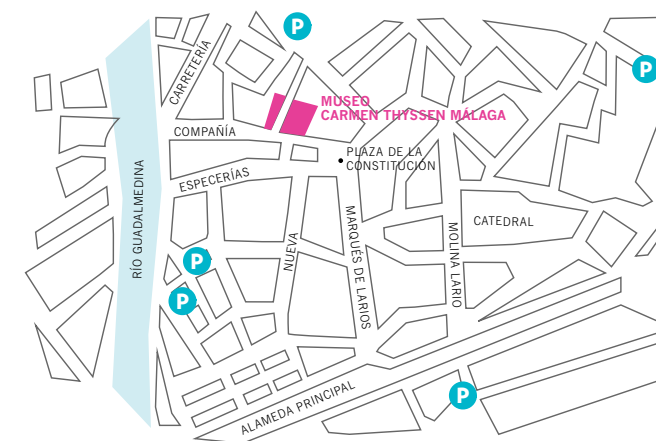 P
P
CARRETERÍA
MUSEO
CARMEN THYSSEN MÁLAGA
COMPAÑÍA
PLAZA DE LA
CONSTITUCIÓN
ESPECERÍAS
RÍO GUADALMEDINA
NUEVA
MARQUÉS DE LARIOS
MOLINA LARIO
CATEDRAL
P
P
ALAMEDA PRINCIPAL
P